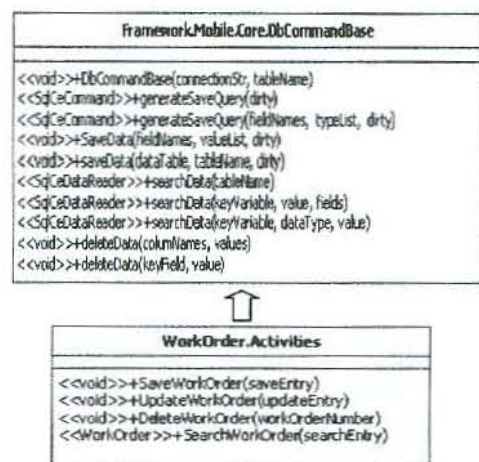 Framework.Mobile.Core.DbCommandBase
<<void>>+DbCommandBase(connectionStr, tableName)
<<SqlCeCommand>>+generateSaveQuery(dirty)
<<SqlCeCommand>>+generateSaveQuery(fieldNames, typeList, dirty)
<<void>>+SaveData(fieldNames, valueList, dirty)
<<void>>+saveData(dataTable, tableName, dirty)
<<SqlCeDataReader>>+searchData(tableName)
<<SqlCeDataReader>>+searchData(keyVariable, value, fields)
<<SqlCeDataReader>>+searchData(keyVariable, dataType, value)
<<void>>+deleteData(columNames, values)
<<void>>+deleteData(keyField, value)
WorkOrder.Activities
<<void>>+SaveWorkOrder(saveEntry)
<<void>>+UpdateWorkOrder(updateEntry)
<<void>>+DeleteWorkOrder(workOrderNumber)
<<WorkOrder>>+SearchWorkOrder(searchEntry)